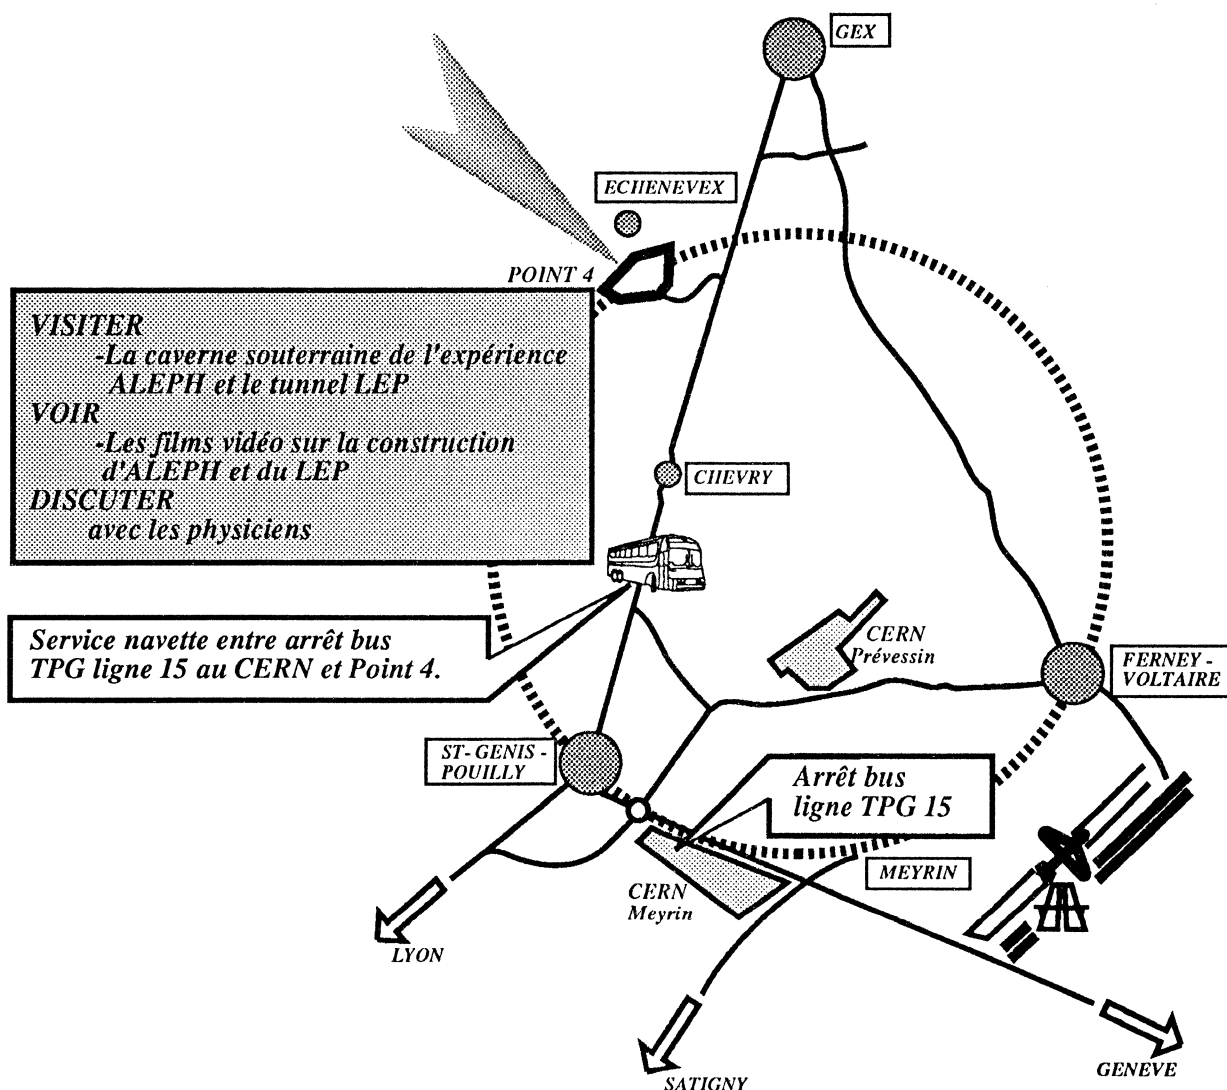 GEX
ECHENEVEX
POINT 4
VISITER
-La caverne souterraine de l'expérience
ALEPH et le tunnel LEP
VOIR
-Les films vidéo sur la construction
d'ALEPH et du LEP
DISCUTER
avec les physiciens
CHEVRY
Service navette entre arrêt bus
TPG ligne 15 au CERN et Point 4.
CERN
Prévessin
FERNEY -
VOLTAIRE
ST- GENIS -
POUILLY
Arrêt bus
ligne TPG 15
MEYRIN
CERN
Meyrin
LYON
SATIGNY
GENEVE